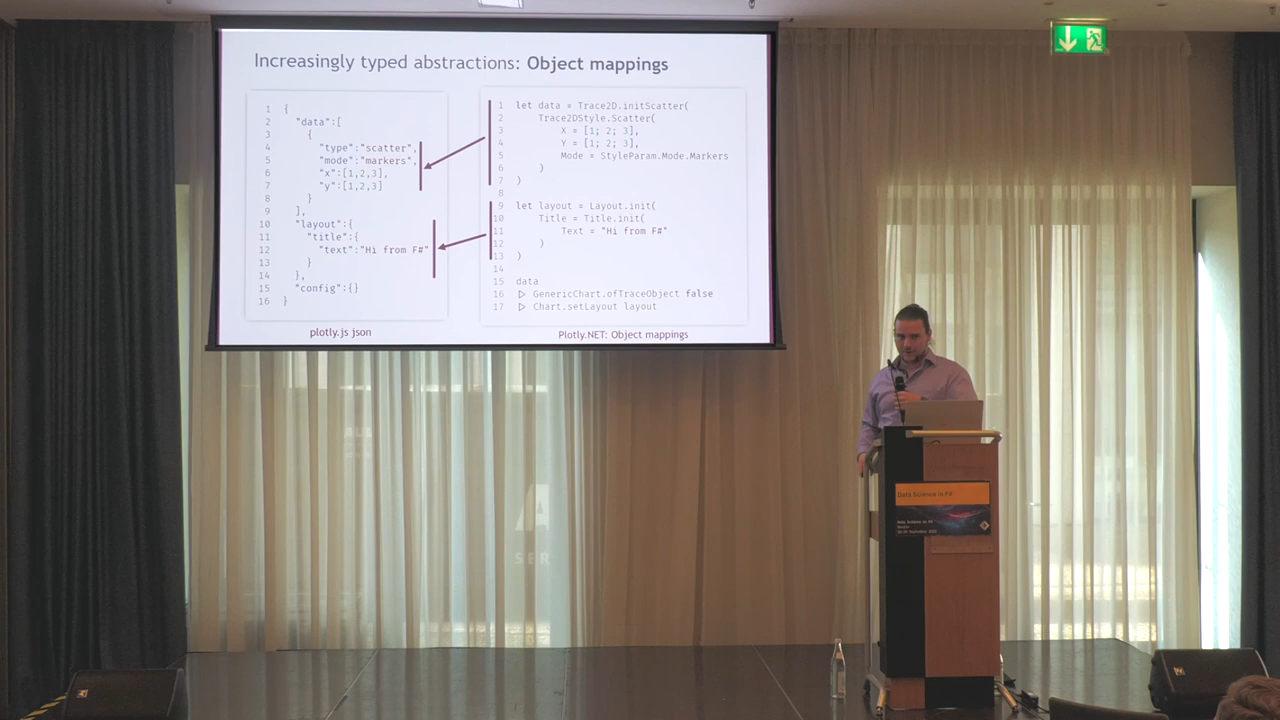 Increasingly typed abstractions: Object mappings
1 {
2 "data":[
3 {
4 "type":"scatter",
5 "mode":"markers",
6 "x":[1,2,3],
7 "y":[1,2,3]
8 }
9 ],
10 "layout":{
11 "title":{
12 "text":"Hi from F#"
13 }
14 },
15 "config":{}
16 }
plotly.js json
1 let data = Trace2D.initScatter(
2 Trace2DStyle.Scatter(
3 X = [1; 2; 3],
4 Y = [1; 2; 3],
5 Mode = StyleParam.Mode.Markers
6 )
7 )
8
9 let layout = Layout.init(
10 Title = Title.init(
11 Text = "Hi from F#"
12 )
13 )
14
15 data
16 ▷ GenericChart.ofTraceObject false
17 ▷ Chart.setLayout layout
Plotly.NET: Object mappings
Data Science in F#
Data Science in F#
A
SER